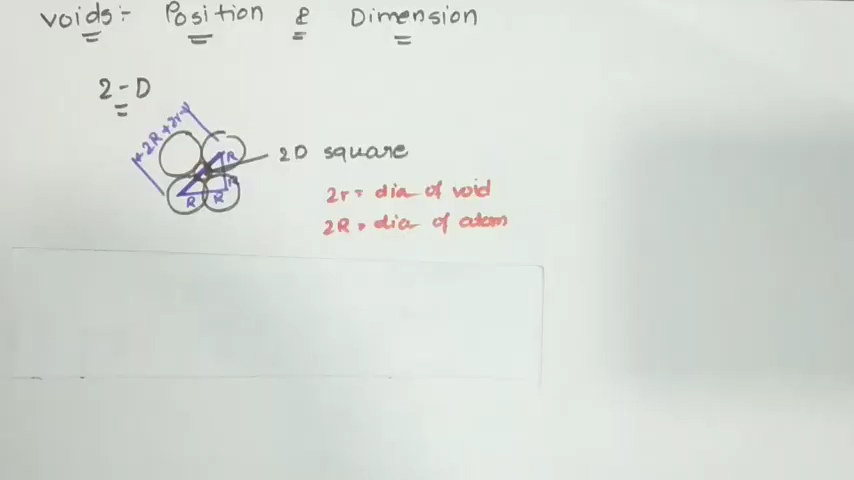 voids:- Position & Dimension
2-D
2R+2r
R
2D square
R
R R
2r = dia of void
2R = dia of atom